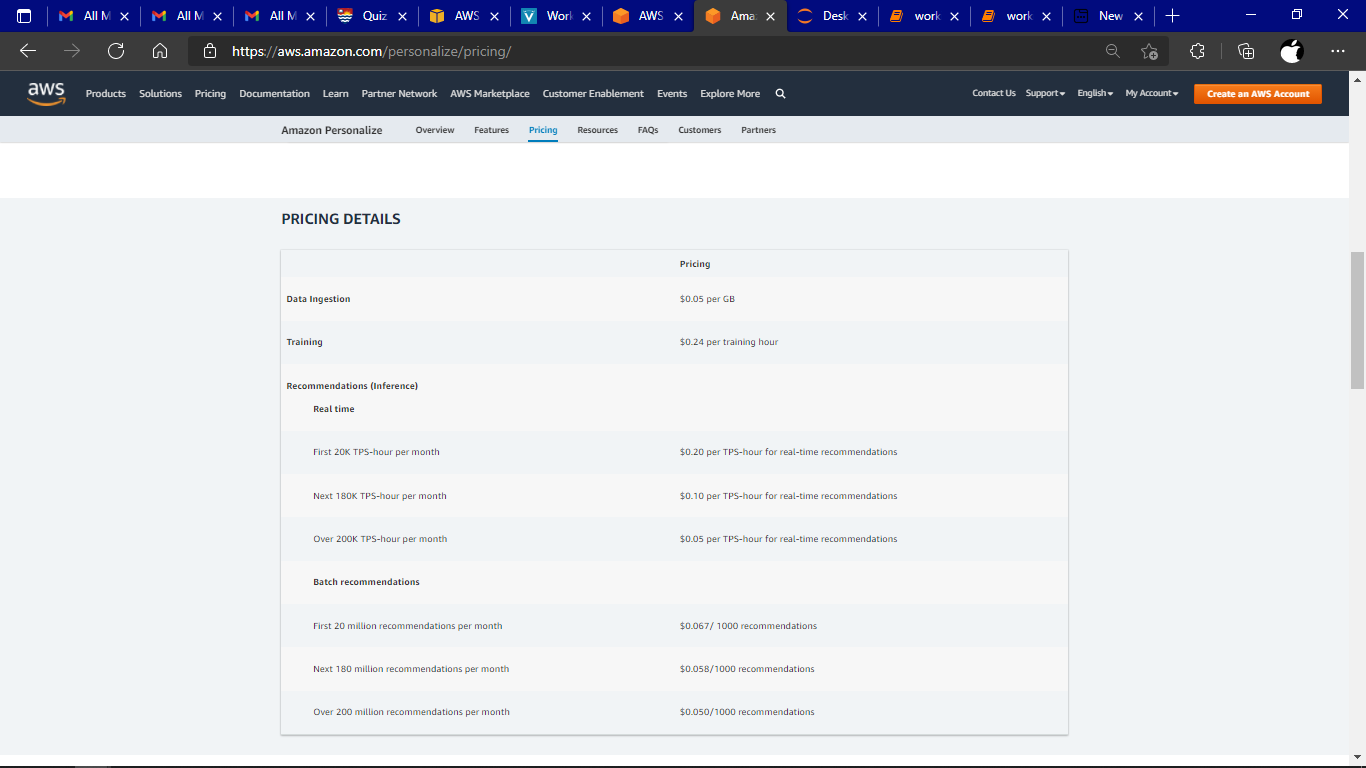 All M
All M
All M
Quiz
AWS
Work
AWS
Ama
Desk
work
work
New
https://aws.amazon.com/personalize/pricing/
aws
Products Solutions Pricing Documentation Learn Partner Network AWS Marketplace Customer Enablement Events Explore More
Contact Us Support English My Account Create an AWS Account
Amazon Personalize Overview Features Pricing Resources FAQs Customers Partners
PRICING DETAILS
Pricing
Data Ingestion $0.05 per GB
Training $0.24 per training hour
Recommendations (Inference)
Real time
First 20K TPS-hour per month $0.20 per TPS-hour for real-time recommendations
Next 180K TPS-hour per month $0.10 per TPS-hour for real-time recommendations
Over 200K TPS-hour per month $0.05 per TPS-hour for real-time recommendations
Batch recommendations
First 20 million recommendations per month $0.067/ 1000 recommendations
Next 180 million recommendations per month $0.058/1000 recommendations
Over 200 million recommendations per month $0.050/1000 recommendations